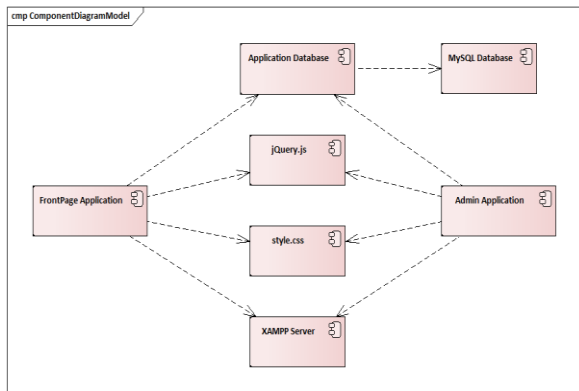 cmp ComponentDiagramModel
Application Database
MySQL Database
jQuery.js
FrontPage Application
Admin Application
style.css
XAMPP Server